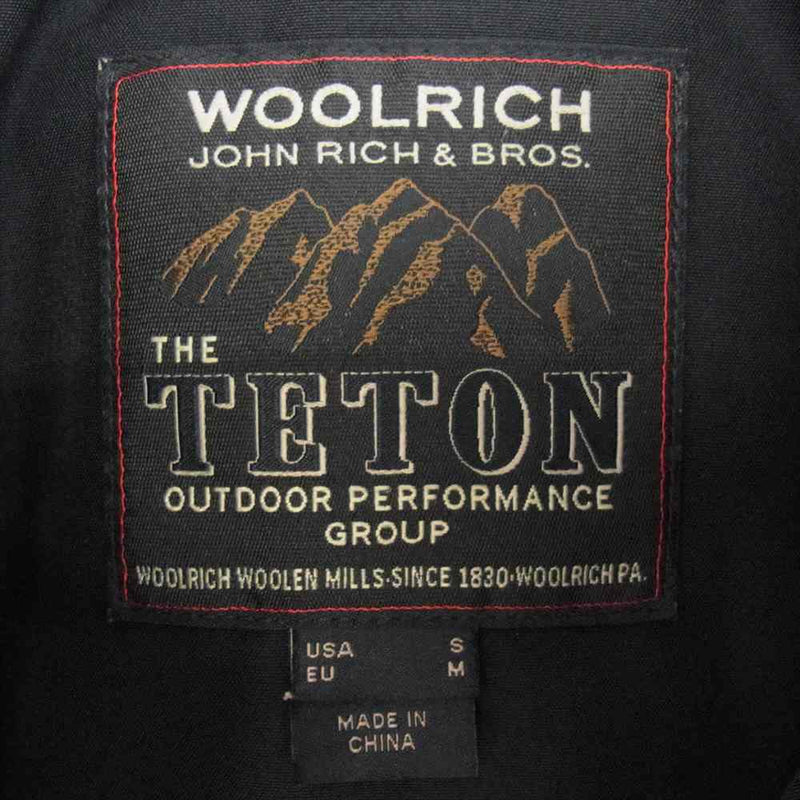 WOOLRICH
JOHN RICH & BROS.
THE
TETON
OUTDOOR PERFORMANCE
GROUP
WOOLRICH WOOLEN MILLS·SINCE 1830·WOOLRICH PA.
USA S
EU M
MADE IN
CHINA